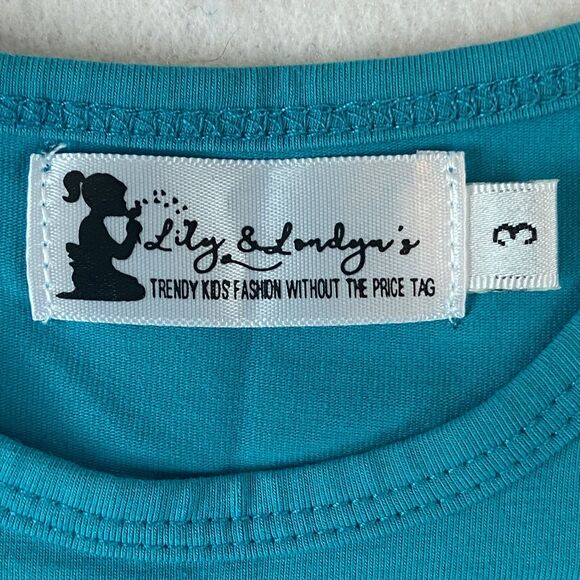 Lily & Londyn's
TRENDY KIDS' FASHION WITHOUT THE PRICE TAG
3